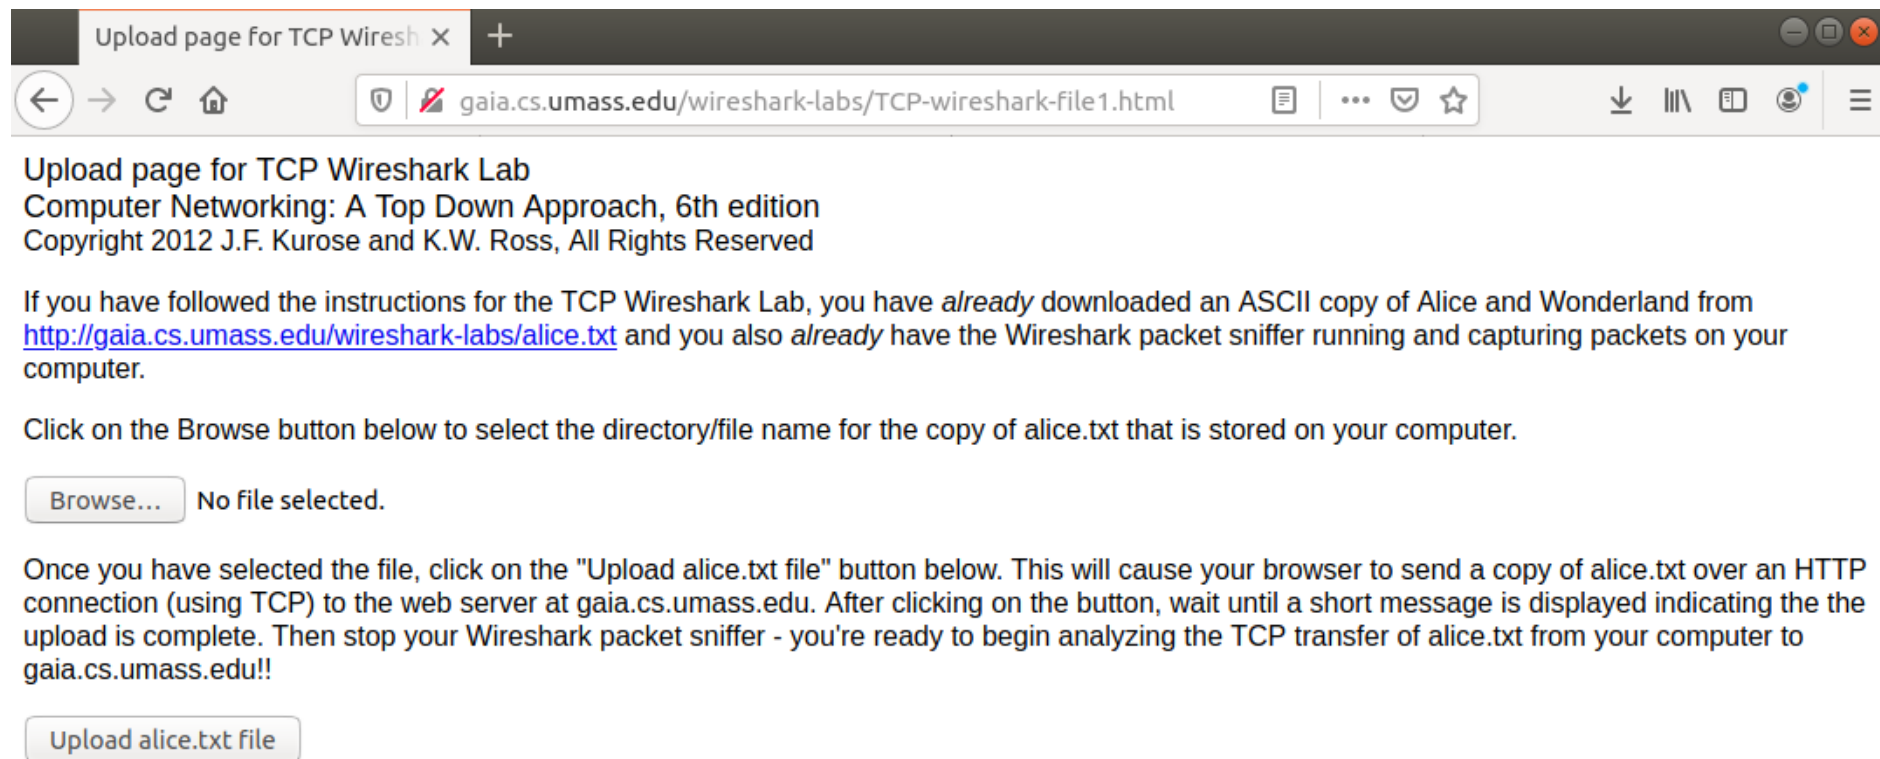 Upload page for TCP Wiresh
gaia.cs.umass.edu/wireshark-labs/TCP-wireshark-file1.html
Upload page for TCP Wireshark Lab
Computer Networking: A Top Down Approach, 6th edition
Copyright 2012 J.F. Kurose and K.W. Ross, All Rights Reserved
If you have followed the instructions for the TCP Wireshark Lab, you have already downloaded an ASCII copy of Alice and Wonderland from
http://gaia.cs.umass.edu/wireshark-labs/alice.txt and you also already have the Wireshark packet sniffer running and capturing packets on your
computer.
Click on the Browse button below to select the directory/file name for the copy of alice.txt that is stored on your computer.
Browse... No file selected.
Once you have selected the file, click on the "Upload alice.txt file" button below. This will cause your browser to send a copy of alice.txt over an HTTP
connection (using TCP) to the web server at gaia.cs.umass.edu. After clicking on the button, wait until a short message is displayed indicating the the
upload is complete. Then stop your Wireshark packet sniffer - you're ready to begin analyzing the TCP transfer of alice.txt from your computer to
gaia.cs.umass.edu!!
Upload alice.txt file